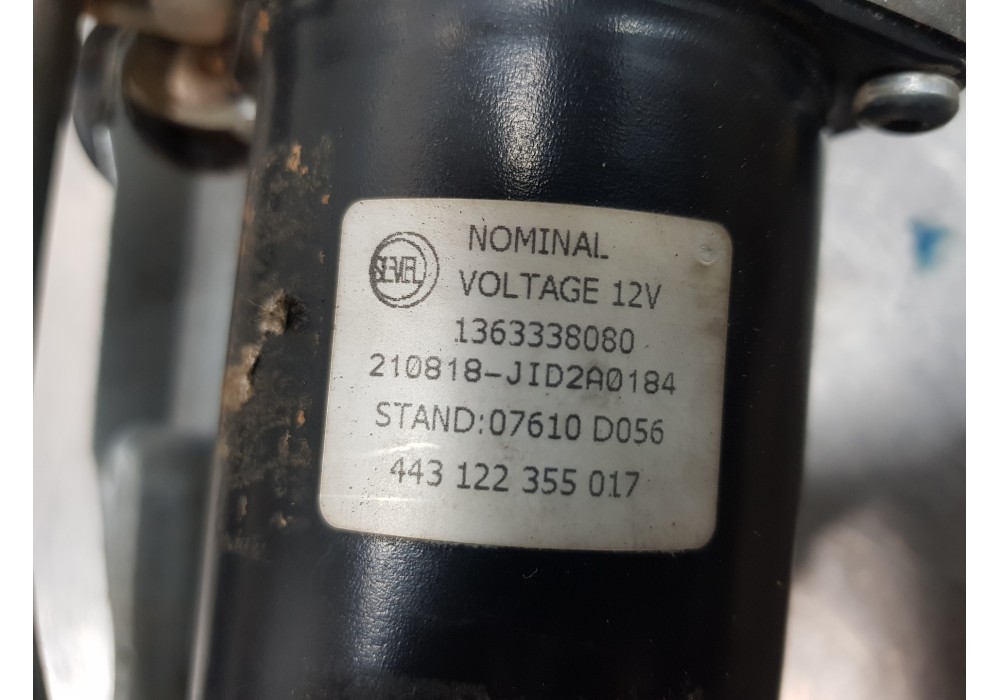 SEVEL
NOMINAL
VOLTAGE 12V
1363338080
210818-JID2A0184
STAND:07610 D056
443 122 355 017